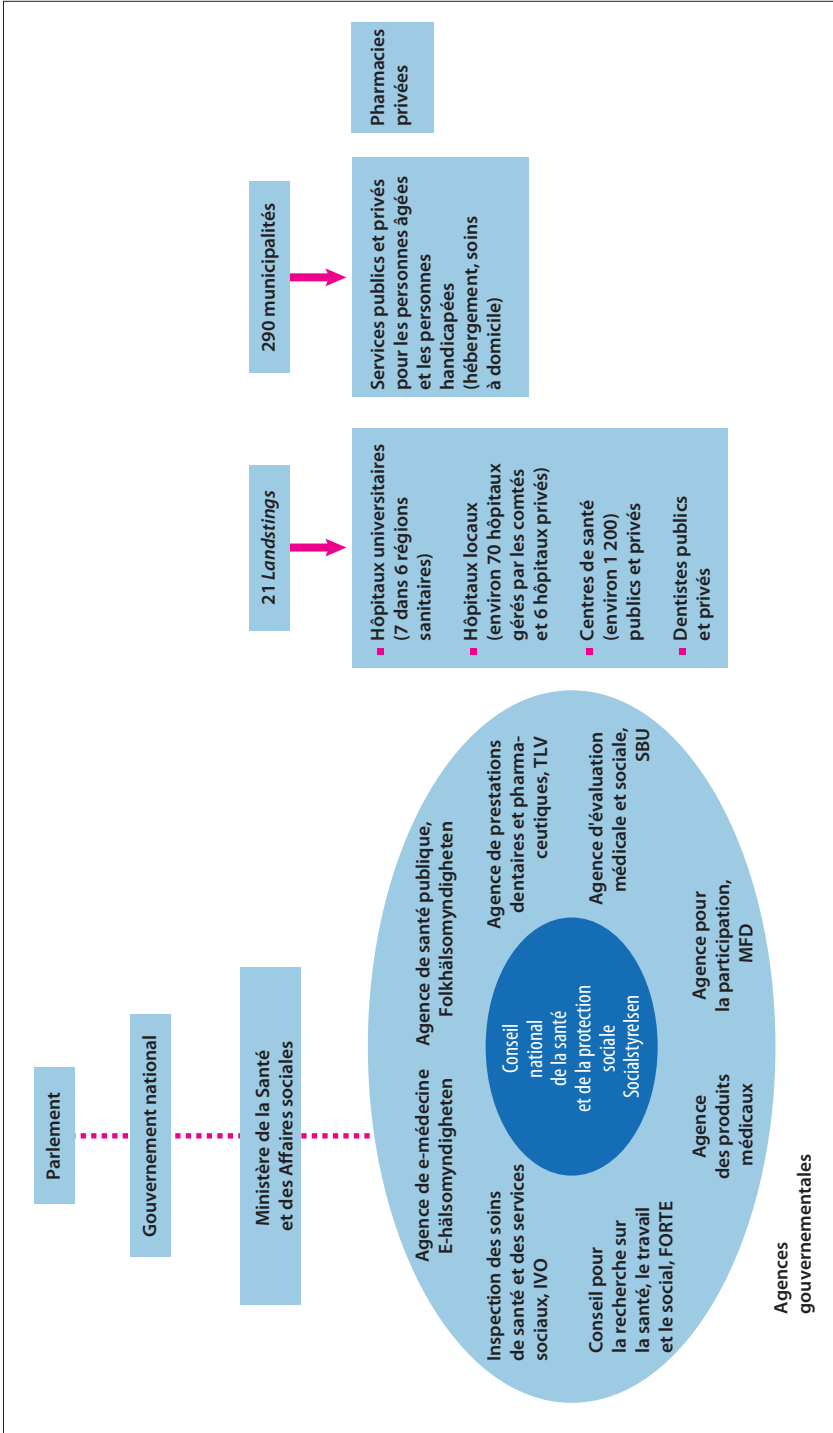 Parlement
Gouvernement national
Ministère de la Santé
et des Affaires sociales
Agence de e-médecine
E-hälsomyndigheten
Agence de santé publique,
Folkhälsomyndigheten
Inspection des soins
de santé et des services
sociaux, IVO
Agence de prestations
dentaires et pharma-
ceutiques, TLV
Conseil
national
de la santé
et de la protection
sociale
Socialstyrelsen
Conseil pour
la recherche sur
la santé, le travail
et le social, FORTE
Agence d'évaluation
médicale et sociale,
SBU
Agence
des produits
médicaux
Agence pour
la participation,
MFD
Agences
gouvernementales
21 Landstings
Hôpitaux universitaires
(7 dans 6 régions
sanitaires)
Hôpitaux locaux
(environ 70 hôpitaux
gérés par les comtés
et 6 hôpitaux privés)
Centres de santé
(environ 1 200)
publics et privés
Dentistes publics
et privés
290 municipalités
Services publics et privés
pour les personnes âgées
et les personnes
handicapées
(hébergement, soins
à domicile)
Pharmacies
privées